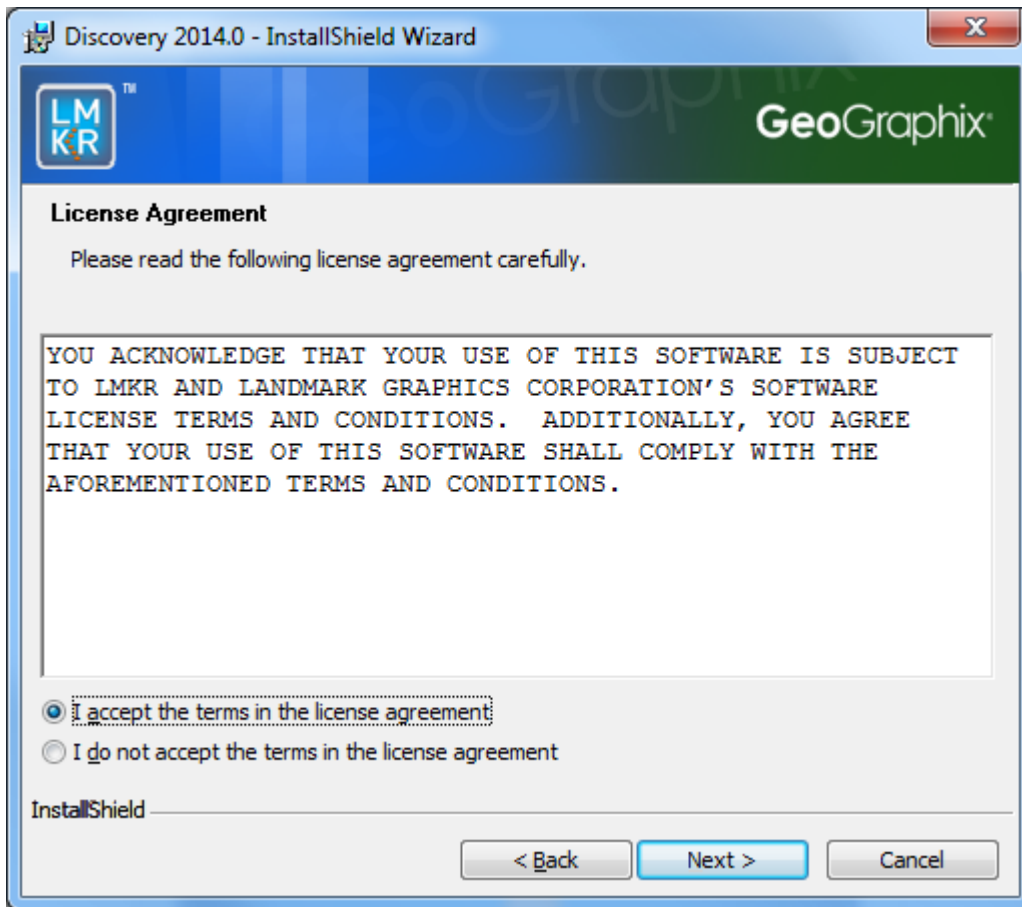 Discovery 2014.0 - InstallShield Wizard
LM
KR
TM
GeoGraphix
GeoGraphix®
License Agreement
Please read the following license agreement carefully.
YOU ACKNOWLEDGE THAT YOUR USE OF THIS SOFTWARE IS SUBJECT
TO LMKR AND LANDMARK GRAPHICS CORPORATION’S SOFTWARE
LICENSE TERMS AND CONDITIONS.  ADDITIONALLY, YOU AGREE
THAT YOUR USE OF THIS SOFTWARE SHALL COMPLY WITH THE
AFOREMENTIONED TERMS AND CONDITIONS.
I accept the terms in the license agreement
I do not accept the terms in the license agreement
InstallShield
< Back
Next >
Cancel